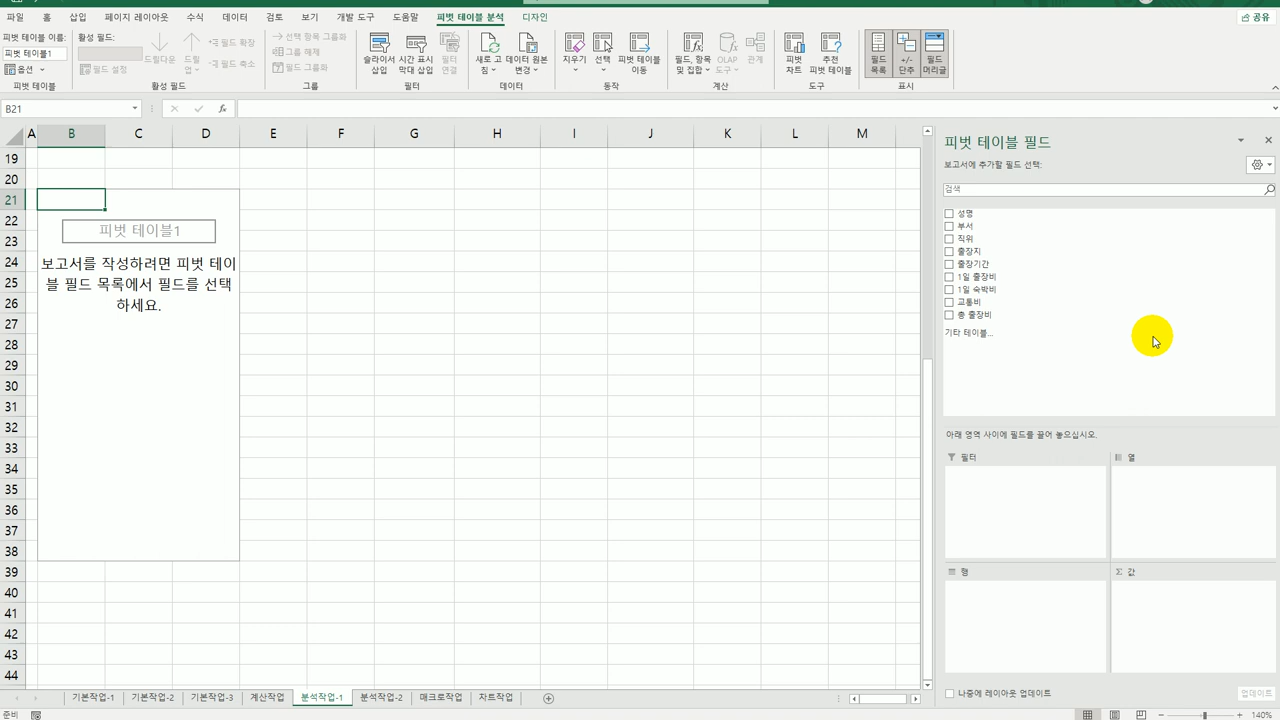 파일 홈 삽입 페이지 레이아웃 수식 데이터 검토 보기 개발 도구 도움말 피벗 테이블 분석 디자인 공유
피벗 테이블 이름:
피벗 테이블1
옵션
피벗 테이블
활성 필드:
필드 설정
드릴다운
드릴
업
필드 확장
필드 축소
활성 필드
선택 항목 그룹화
그룹 해제
필드 그룹화
그룹
슬라이서
삽입
시간 표시
막대 삽입
필터
연결
필터
새로 고
침
데이터 원본
변경
데이터
지우기
선택
피벗 테이블
이동
동작
필드, 항목
및 집합
OLAP
도구
관계
계산
피벗
차트
추천
피벗 테이블
도구
필드
목록
+/-
단추
필드
머리글
표시
B21
fx
A B C D E F G H I J K L M
19
20
21
22
23
24
25
26
27
28
29
30
31
32
33
34
35
36
37
38
39
40
41
42
43
44
피벗 테이블1
보고서를 작성하려면 피벗 테이
블 필드 목록에서 필드를 선택
하세요.
피벗 테이블 필드
보고서에 추가할 필드 선택:
검색
성명
부서
직위
출장지
출장기간
1일 출장비
1일 숙박비
교통비
총 출장비
기타 테이블...
아래 영역 사이에 필드를 끌어 놓으십시오.
필터
열
행
Σ 값
나중에 레이아웃 업데이트
업데이트
기본작업-1 기본작업-2 기본작업-3 계산작업 분석작업-1 분석작업-2 매크로작업 차트작업
준비
140%